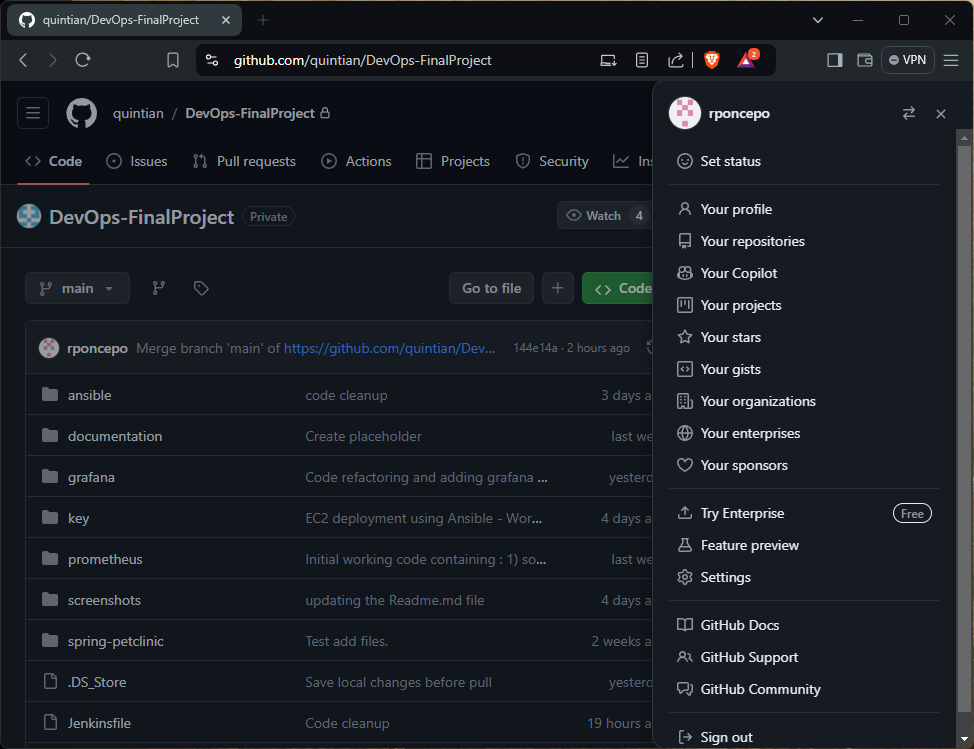 quintian/DevOps-FinalProject
github.com/quintian/DevOps-FinalProject
2
VPN
quintian / DevOps-FinalProject
rponcepo
Code Issues Pull requests Actions Projects Security Ins
DevOps-FinalProject Private
Watch 4
main
Go to file
Code
rponcepo Merge branch 'main' of https://github.com/quintian/Dev... 144e14a · 2 hours ago
ansible code cleanup 3 days a
documentation Create placeholder last we
grafana Code refactoring and adding grafana ... yesterd
key EC2 deployment using Ansible - Wor... 4 days a
prometheus Initial working code containing : 1) so... last we
screenshots updating the Readme.md file 4 days a
spring-petclinic Test add files. 2 weeks a
.DS_Store Save local changes before pull yesterd
Jenkinsfile Code cleanup 19 hours a
Set status
Your profile
Your repositories
Your Copilot
Your projects
Your stars
Your gists
Your organizations
Your enterprises
Your sponsors
Try Enterprise Free
Feature preview
Settings
GitHub Docs
GitHub Support
GitHub Community
Sign out